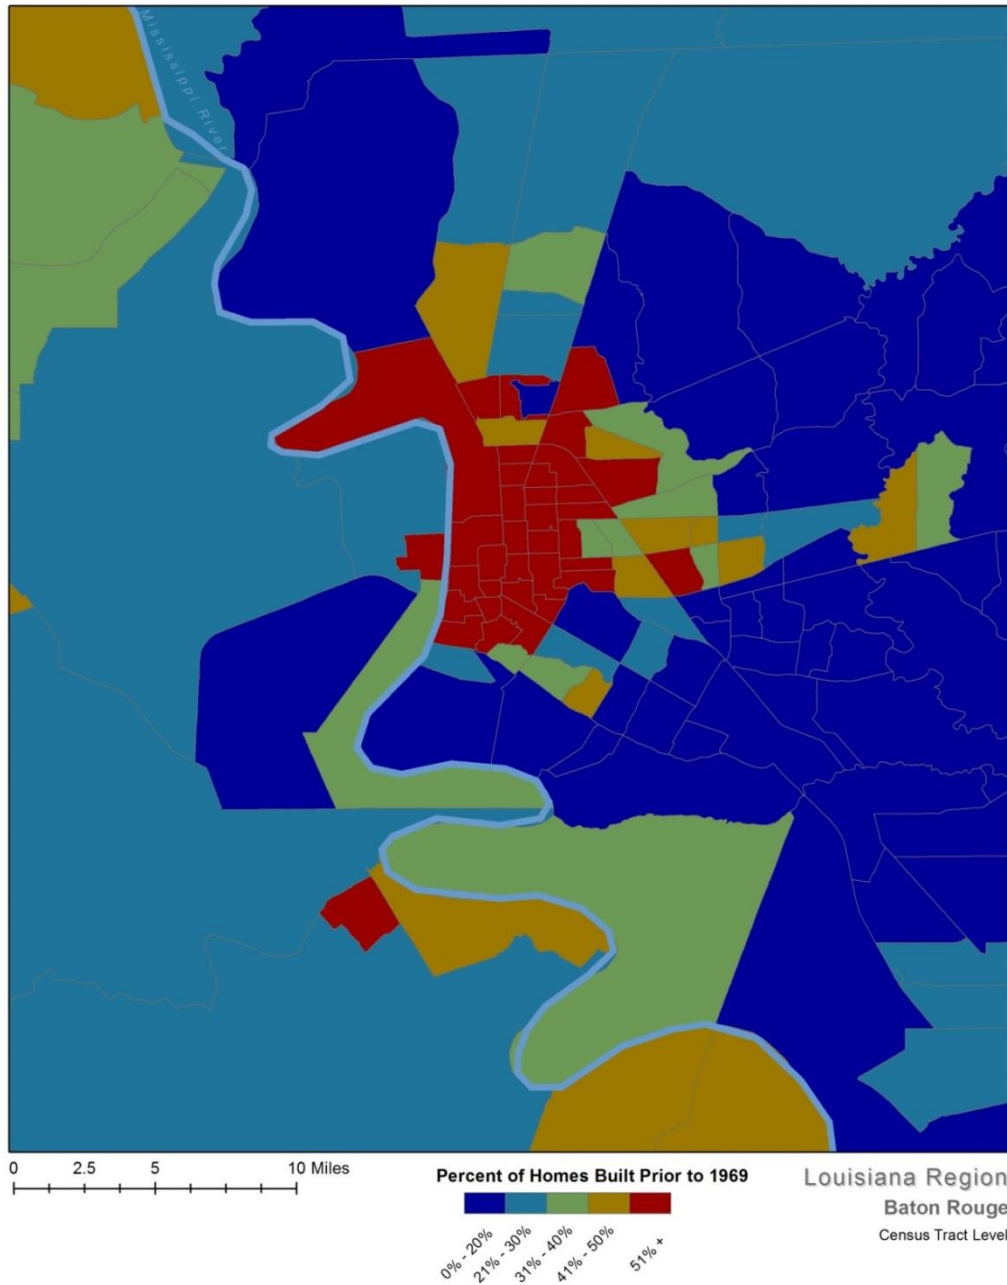 Mississippi River
0 2.5 5 10 Miles
Percent of Homes Built Prior to 1969
0% - 20%
21% - 30%
31% - 40%
41% - 50%
51% +
Louisiana Region
Baton Rouge
Census Tract Level